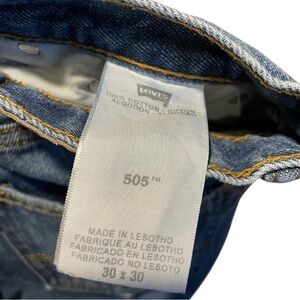 LEVI'S
100% COTTON
ALGODON
505™
MADE IN LESOTHO
FABRIQUE AU LESOTHO
FABRICADO EN LESOTHO
FABRICADO NO LESOTO
30 x 30